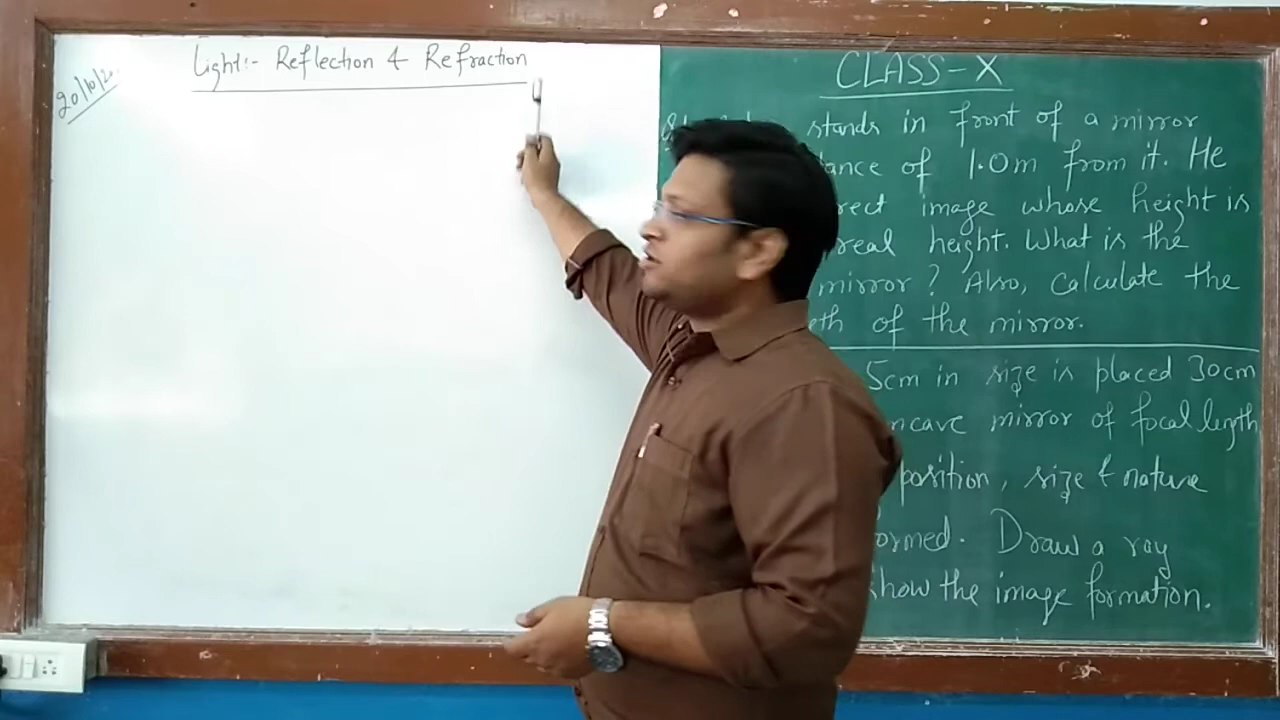 20/10/20
Light:- Reflection & Refraction
CLASS-X
stands in front of a mirror
ance of 1.0m from it. He
rect image whose height is
real height. What is the
mirror? Also, calculate the
gth of the mirror.
5cm in size is placed 30cm
ncave mirror of focal length
position, size & nature
ormed. Draw a ray
show the image formation.